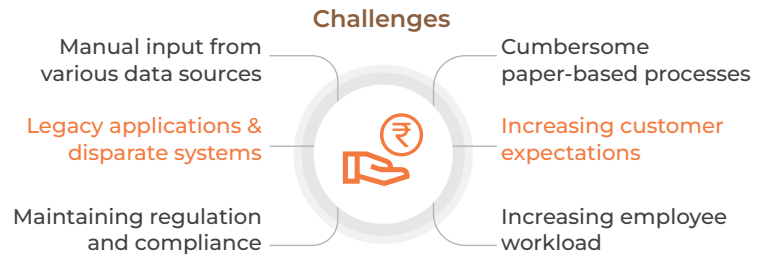 Challenges
Manual input from
various data sources
Legacy applications &
disparate systems
Maintaining regulation
and compliance
₹
Cumbersome
paper-based processes
Increasing customer
expectations
Increasing employee
workload